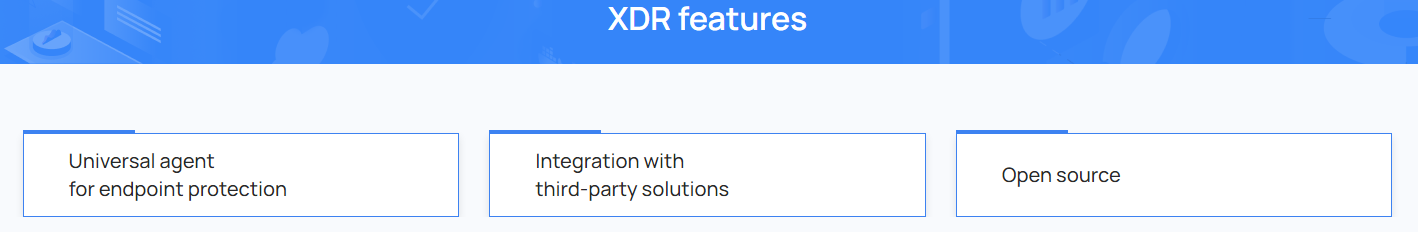 XDR features
Universal agent
for endpoint protection
Integration with
third-party solutions
Open source